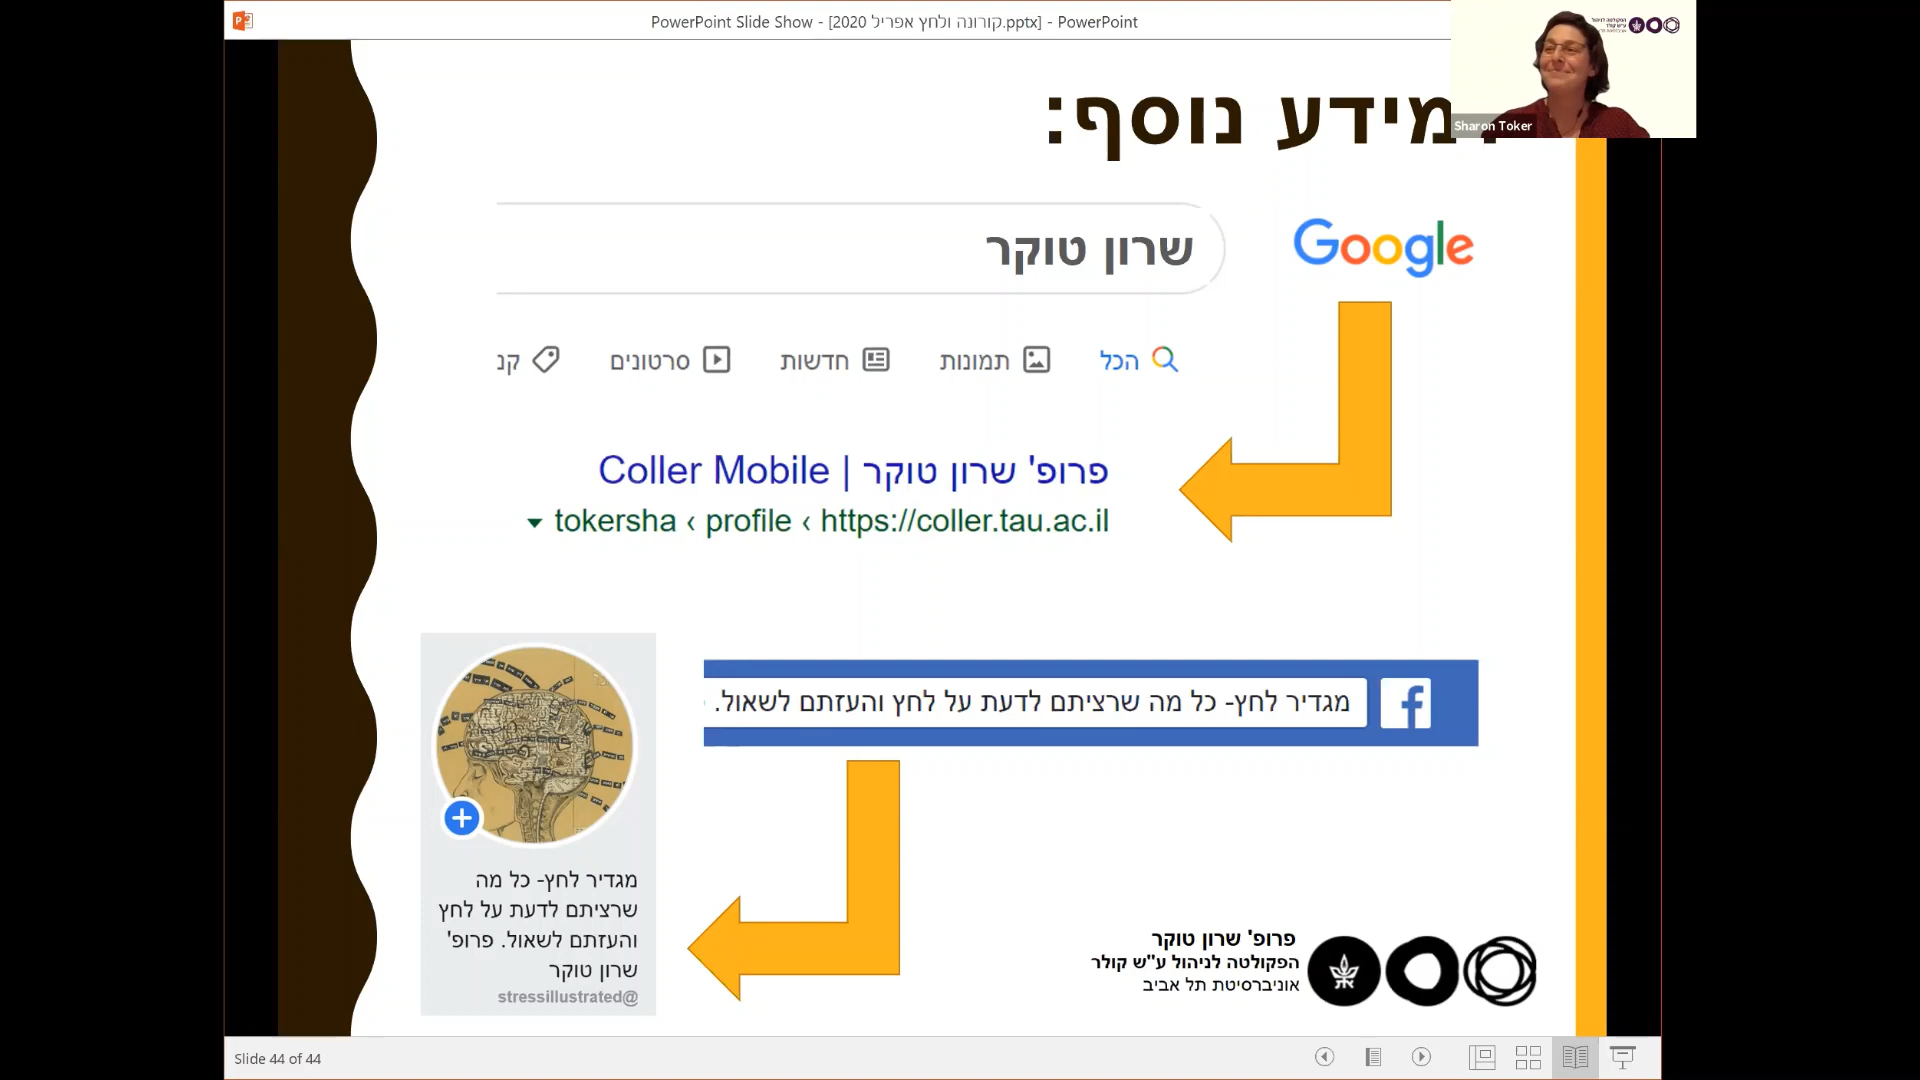 PowerPoint Slide Show - [קורונה ולחץ אפריל 2020.pptx] - PowerPoint
Sharon Toker
מידע נוסף:
Google
שרון טוקר
הכל
תמונות
חדשות
סרטונים
קנ
פרופ' שרון טוקר | Coller Mobile
https://coller.tau.ac.il › profile › tokersha
מגדיר לחץ- כל מה שרציתם לדעת על לחץ והעזתם לשאול.
מגדיר לחץ- כל מה
שרציתם לדעת על לחץ
והעזתם לשאול. פרופ'
שרון טוקר
@stressillustrated
פרופ' שרון טוקר
הפקולטה לניהול ע"ש קולר
אוניברסיטת תל אביב
Slide 44 of 44